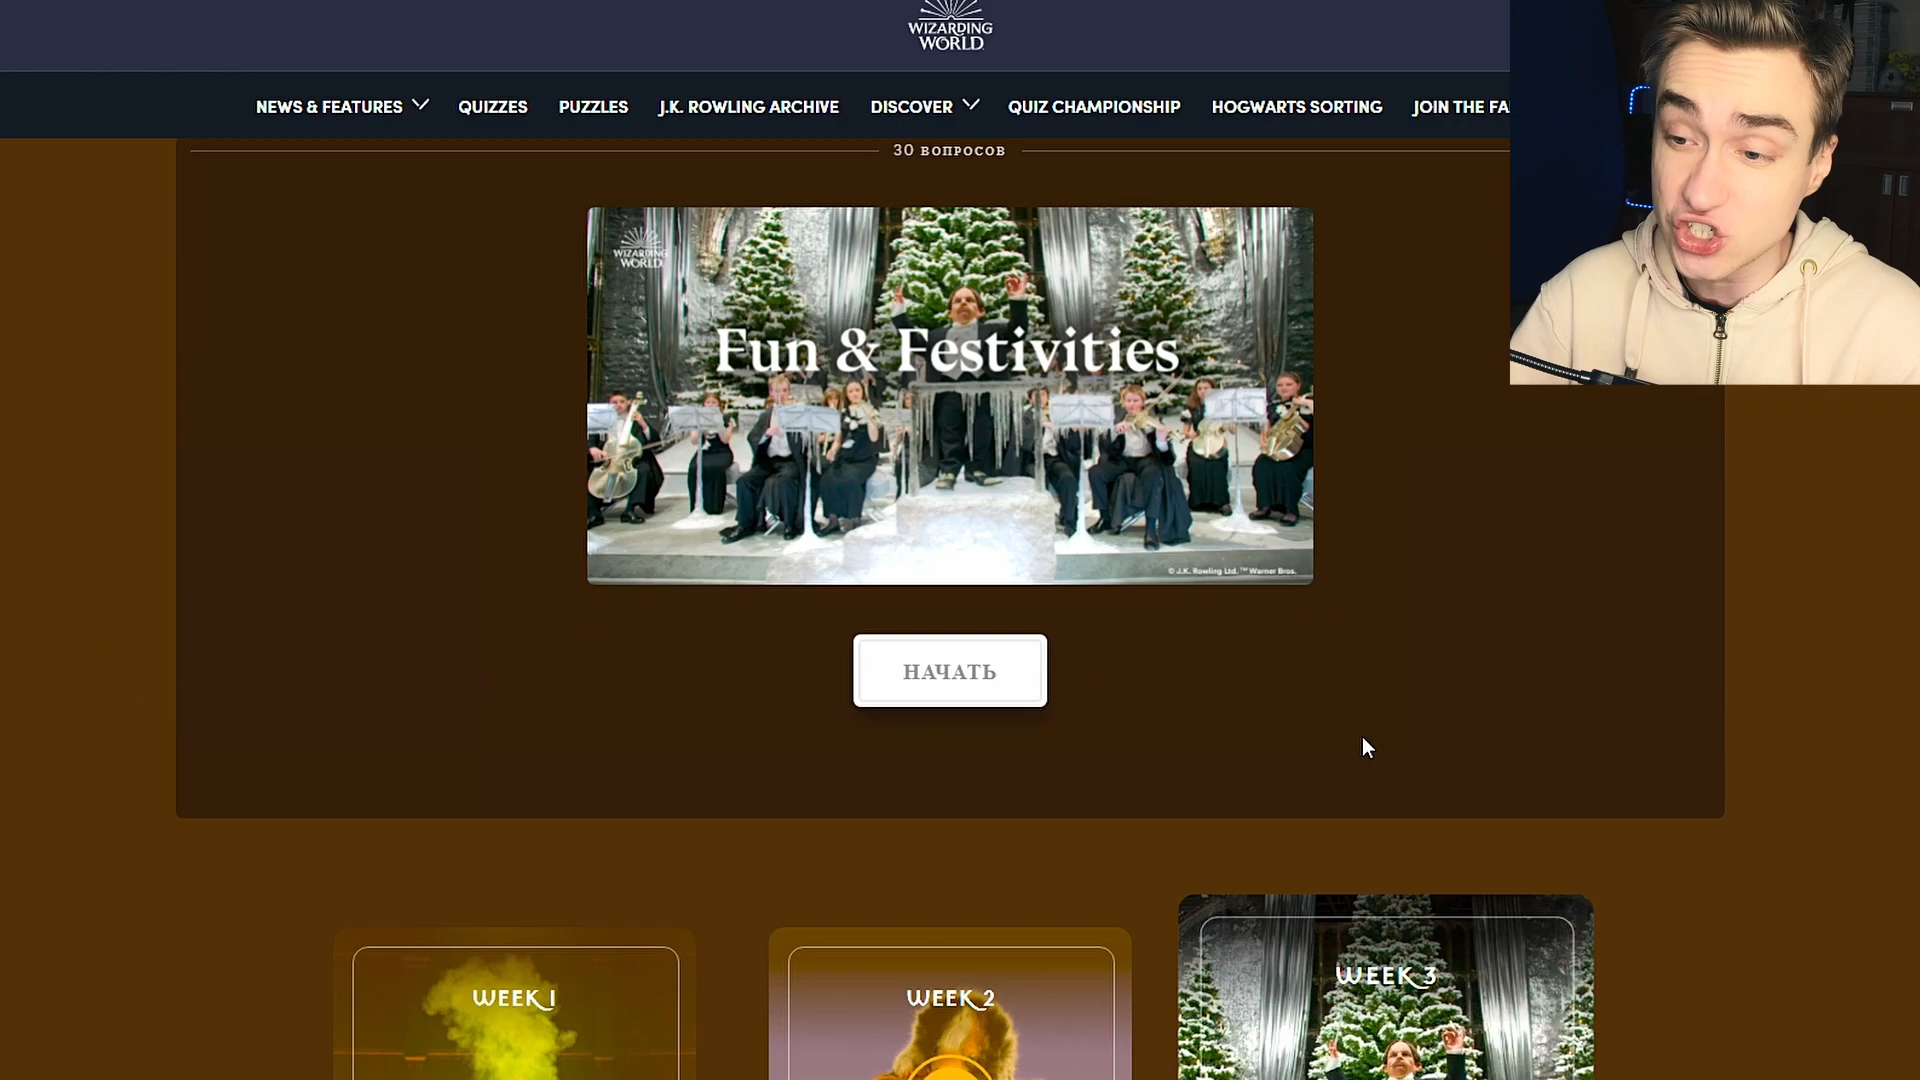 WIZARDING
WORLD
NEWS & FEATURES
QUIZZES
PUZZLES
J.K. ROWLING ARCHIVE
DISCOVER
QUIZ CHAMPIONSHIP
HOGWARTS SORTING
JOIN THE
30 ВОПРОСОВ
WIZARDING
WORLD
Fun & Festivities
© J.K. Rowling Ltd. ™ Warner Bros.
НАЧАТЬ
WEEK 1
WEEK 2
WEEK 3